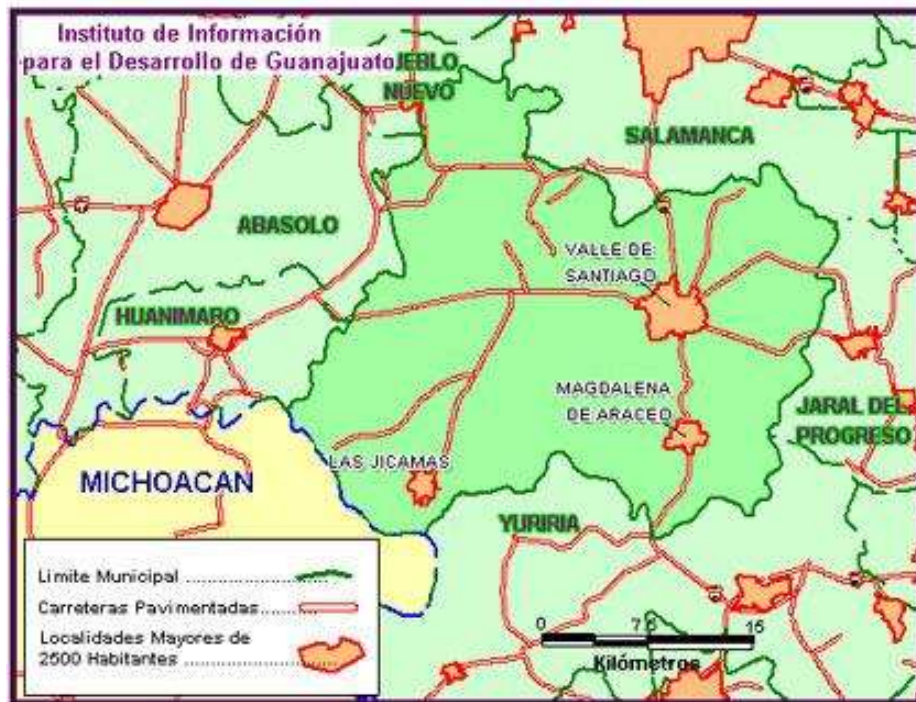 Instituto de Información
para el Desarrollo de Guanajuato
UEBLO
NUEVO
SALAMANCA
ABASOLO
VALLE DE
SANTIAGO
HUANIMARO
MAGDALENA
DE ARACEO
JARAL DEL
PROGRESO
LAS JICAMAS
MICHOACAN
YURIRIA
Limite Municipal
Carreteras Pavimentadas
Localidades Mayores de
2500 Habitantes
0 7.5 15
Kilómetros